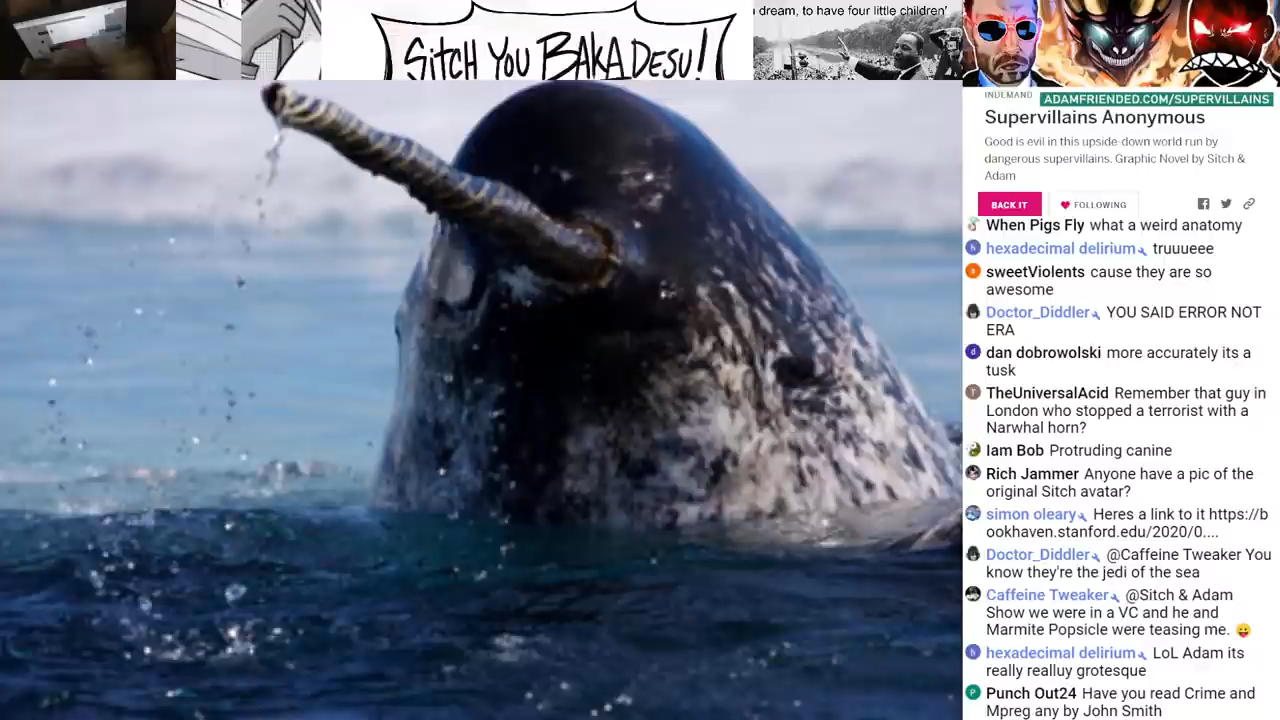 SitCH YOU BAKA DESU!
dream, to have four little children'
INDEMAND
ADAMFRIENDED.COM/SUPERVILLAINS
Supervillains Anonymous
Good is evil in this upside-down world run by
dangerous supervillains. Graphic Novel by Sitch &
Adam
BACK IT
FOLLOWING
When Pigs Fly what a weird anatomy
hexadecimal delirium truuueee
sweetViolents cause they are so
awesome
Doctor_Diddler YOU SAID ERROR NOT
ERA
dan dobrowolski more accurately its a
tusk
TheUniversalAcid Remember that guy in
London who stopped a terrorist with a
Narwhal horn?
Iam Bob Protruding canine
Rich Jammer Anyone have a pic of the
original Sitch avatar?
simon oleary Heres a link to it https://b
ookhaven.stanford.edu/2020/0....
Doctor_Diddler @Caffeine Tweaker You
know they're the jedi of the sea
Caffeine Tweaker @Sitch & Adam
Show we were in a VC and he and
Marmite Popsicle were teasing me. 😛
hexadecimal delirium LoL Adam its
really realluy grotesque
Punch Out24 Have you read Crime and
Mpreg any by John Smith